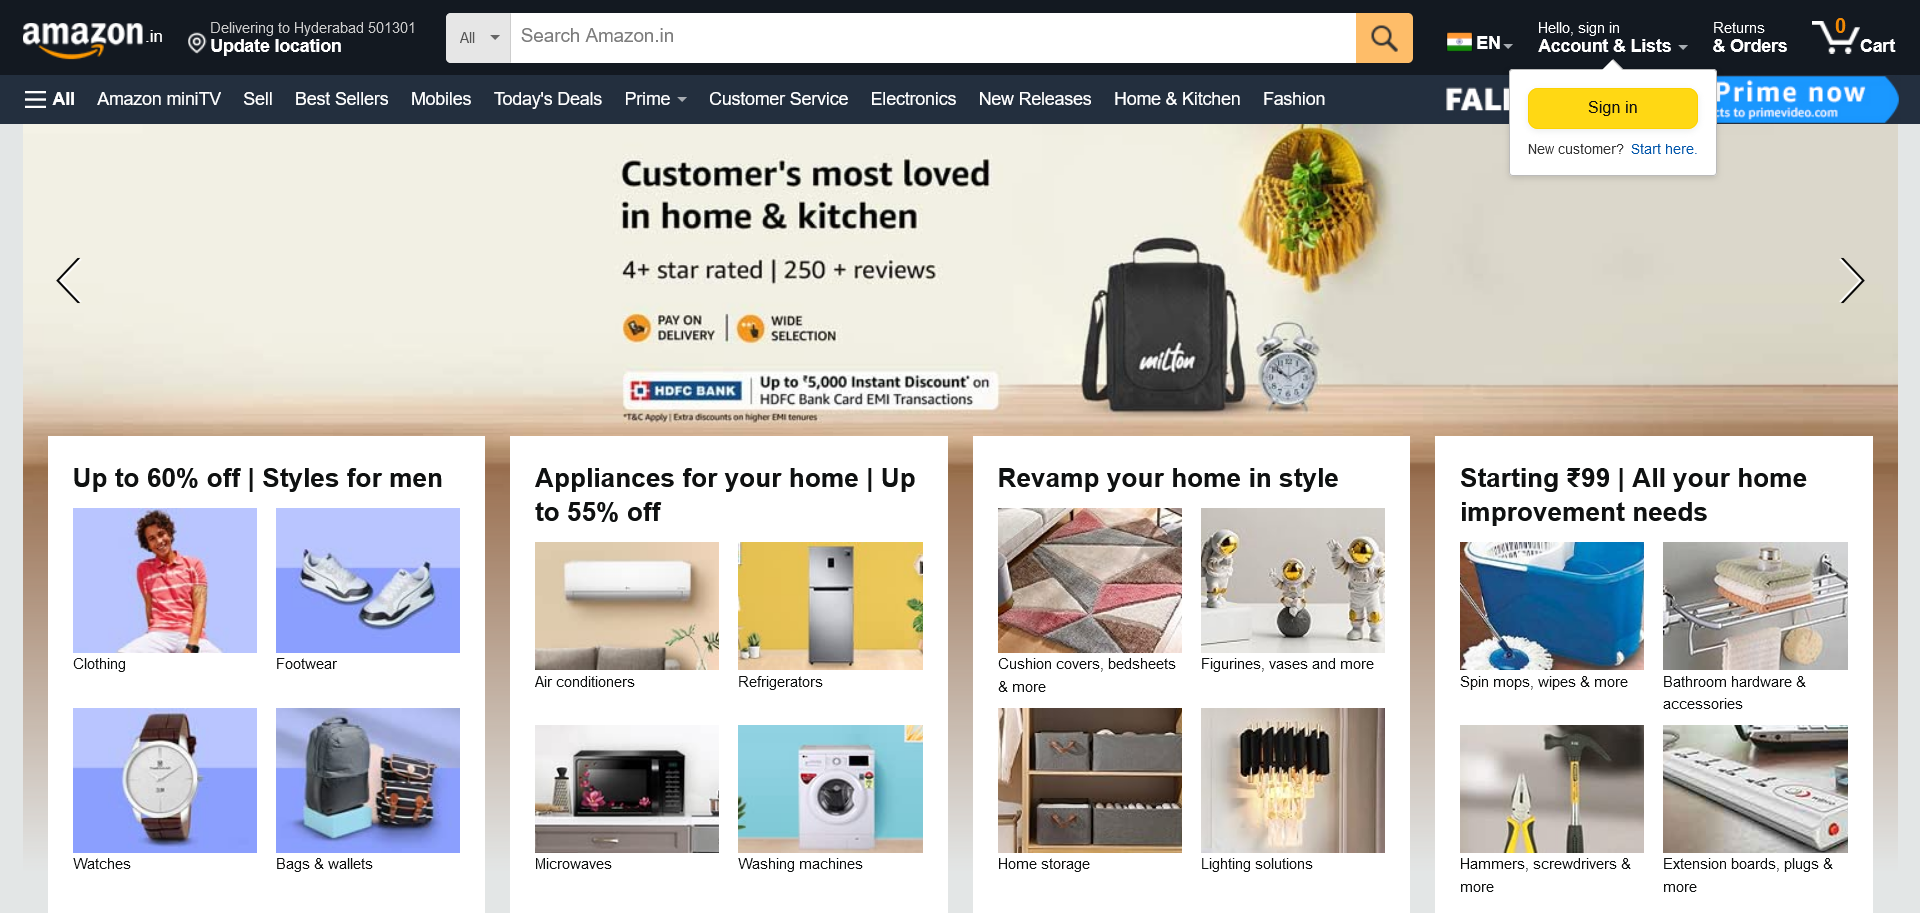 amazon.in
Delivering to Hyderabad 501301
Update location
All
Search Amazon.in
EN
Hello, sign in
Account & Lists
Returns
& Orders
0
Cart
All
Amazon miniTV
Sell
Best Sellers
Mobiles
Today's Deals
Prime
Customer Service
Electronics
New Releases
Home & Kitchen
Fashion
Prime now
to primevideo.com
Sign in
New customer? Start here.
Customer's most loved
in home & kitchen
4+ star rated | 250 + reviews
PAY ON
DELIVERY
WIDE
SELECTION
HDFC BANK
Up to ₹5,000 Instant Discount* on
HDFC Bank Card EMI Transactions
*T&C Apply | Extra discounts on higher EMI tenures
milton
Up to 60% off | Styles for men
Clothing
Footwear
Watches
Bags & wallets
Appliances for your home | Up
to 55% off
Air conditioners
Refrigerators
Microwaves
Washing machines
Revamp your home in style
Cushion covers, bedsheets
& more
Figurines, vases and more
Home storage
Lighting solutions
Starting ₹99 | All your home
improvement needs
Spin mops, wipes & more
Bathroom hardware &
accessories
Hammers, screwdrivers &
more
Extension boards, plugs &
more